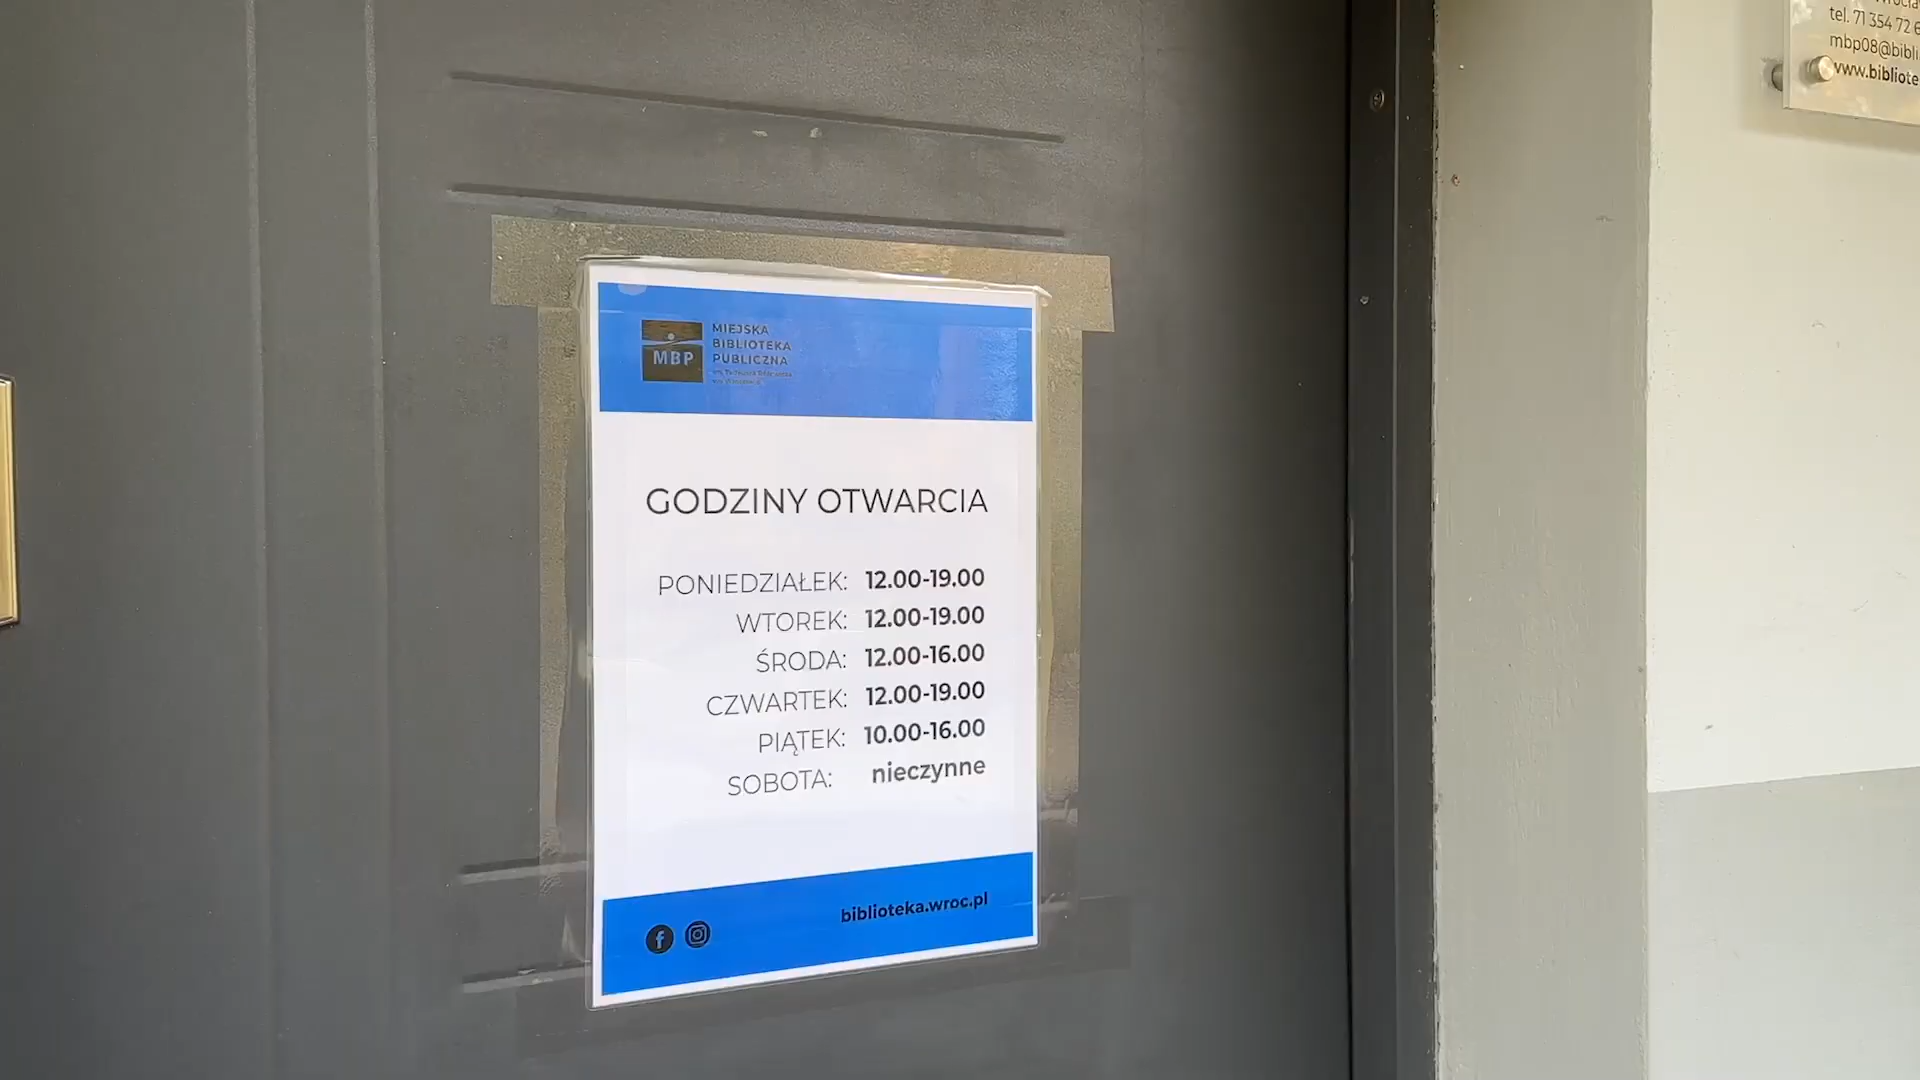 MBP
MIEJSKA
BIBLIOTEKA
PUBLICZNA
GODZINY OTWARCIA
PONIEDZIAŁEK: 12.00-19.00
WTOREK: 12.00-19.00
ŚRODA: 12.00-16.00
CZWARTEK: 12.00-19.00
PIĄTEK: 10.00-16.00
SOBOTA: nieczynne
biblioteka.wroc.pl
tel. 71 354 72
mbp08@bibli
www.bibliote